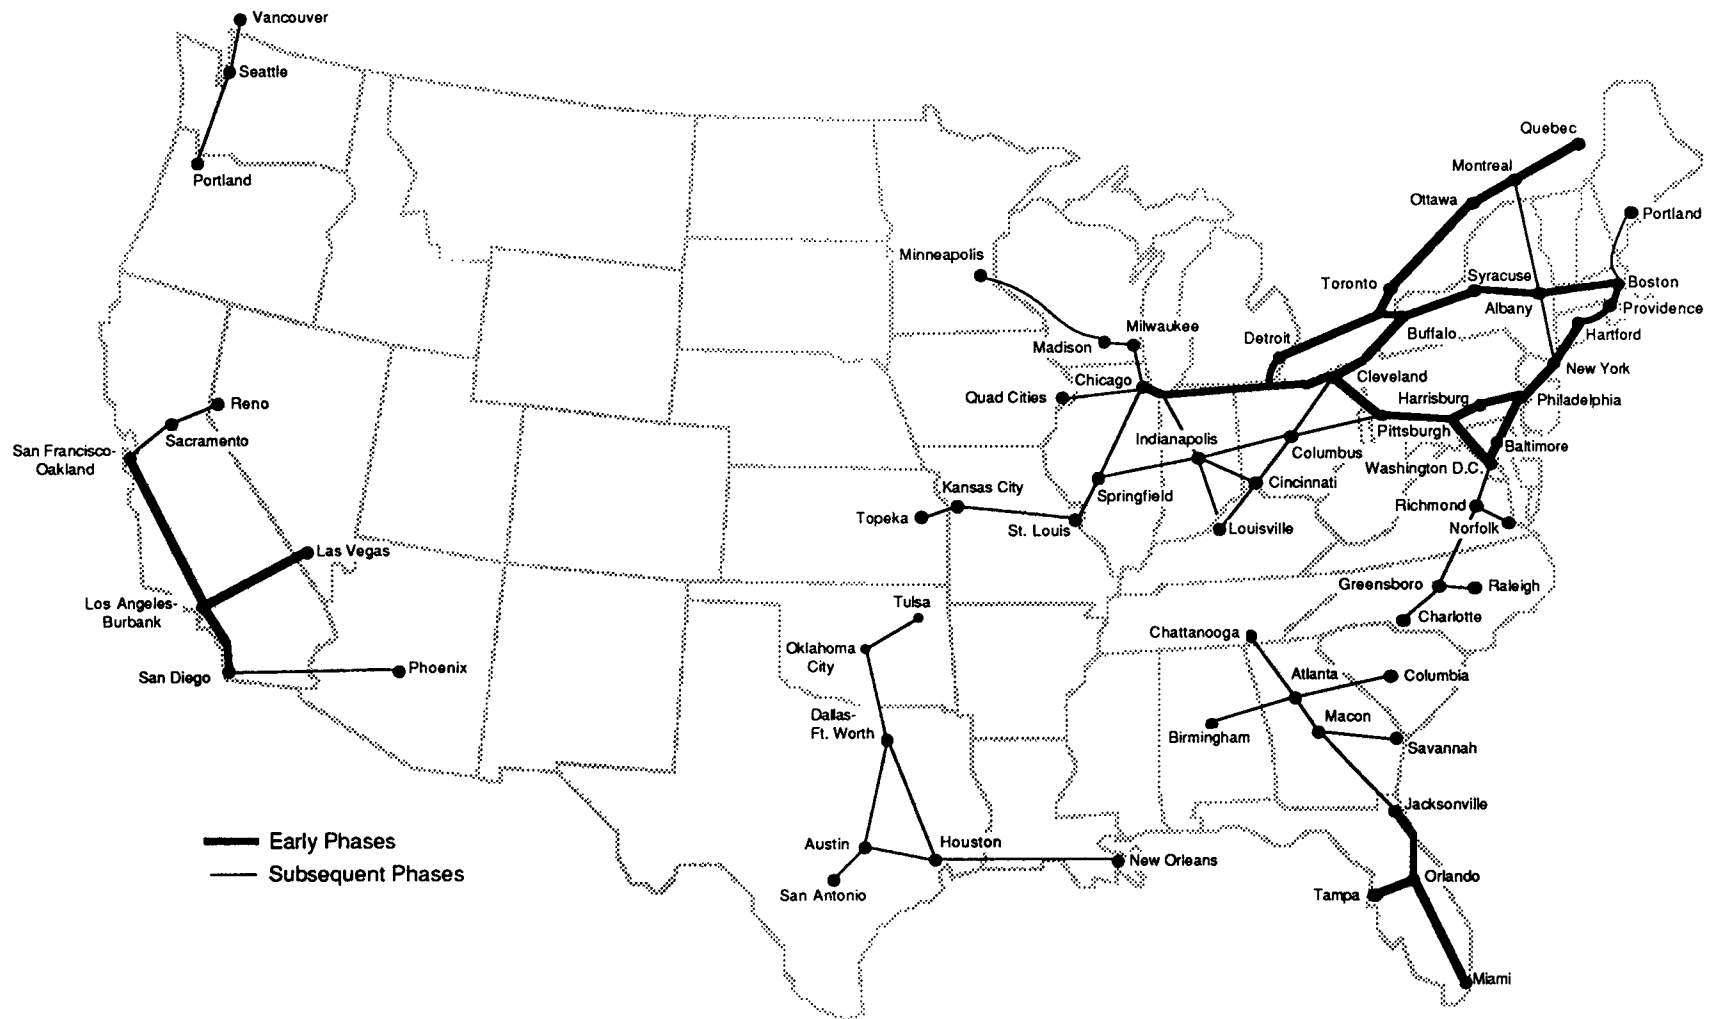 Vancouver
Seattle
Portland
Quebec
Montreal
Ottawa
Portland
Minneapolis
Toronto
Syracuse
Boston
Albany
Providence
Milwaukee
Madison
Detroit
Buffalo
Hartford
Chicago
Cleveland
New York
Quad Cities
Harrisburg
Philadelphia
Reno
Sacramento
San Francisco-
Oakland
Indianapolis
Pittsburgh
Columbus
Baltimore
Washington D.C.
Kansas City
Springfield
Cincinnati
Topeka
St. Louis
Louisville
Richmond
Norfolk
Las Vegas
Los Angeles-
Burbank
Greensboro
Raleigh
Charlotte
Tulsa
Chattanooga
Oklahoma
City
San Diego
Phoenix
Atlanta
Columbia
Dallas-
Ft. Worth
Macon
Birmingham
Savannah
Jacksonville
Early Phases
Austin
Houston
New Orleans
Subsequent Phases
San Antonio
Orlando
Tampa
Miami